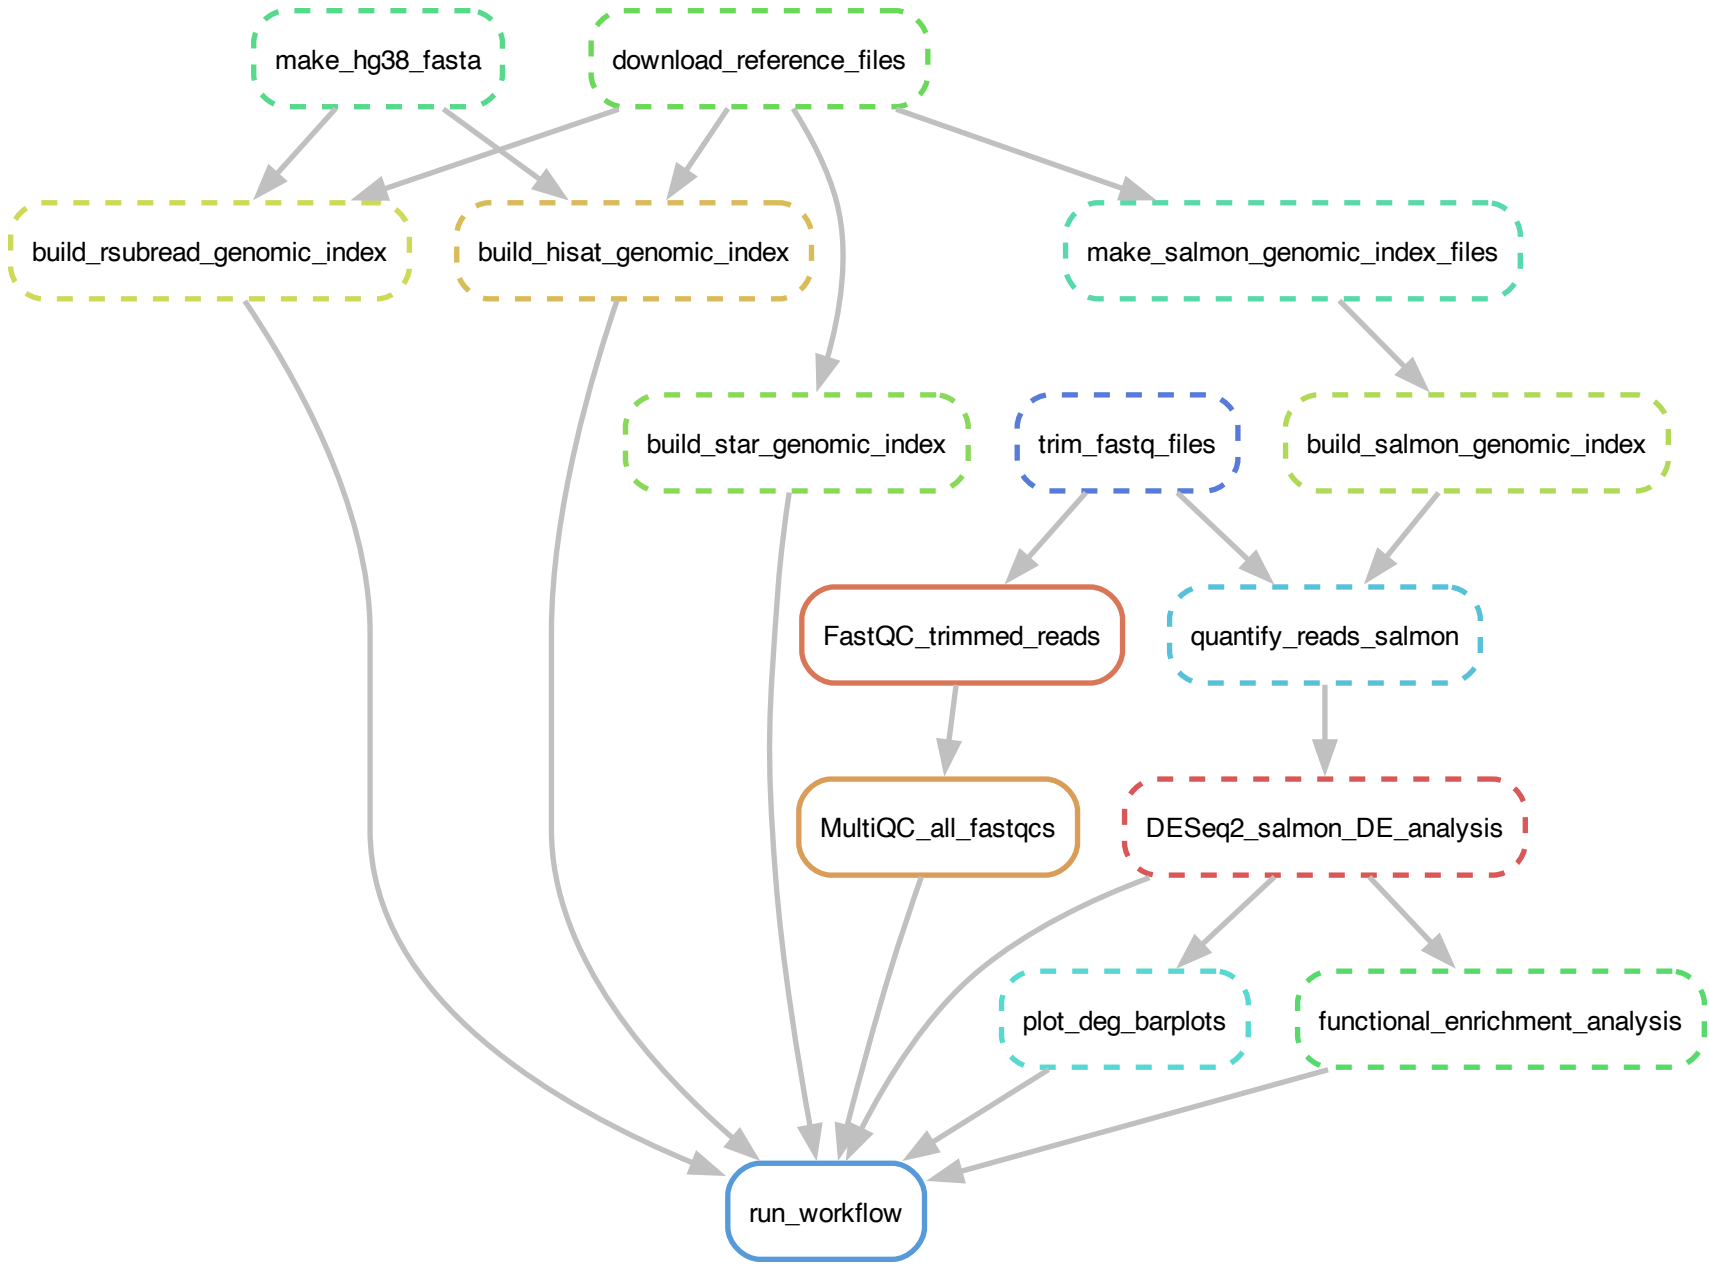 make_hg38_fasta
download_reference_files
build_rsubread_genomic_index
build_hisat_genomic_index
make_salmon_genomic_index_files
build_star_genomic_index
trim_fastq_files
build_salmon_genomic_index
FastQC_trimmed_reads
quantify_reads_salmon
MultiQC_all_fastqcs
DESeq2_salmon_DE_analysis
plot_deg_barplots
functional_enrichment_analysis
run_workflow